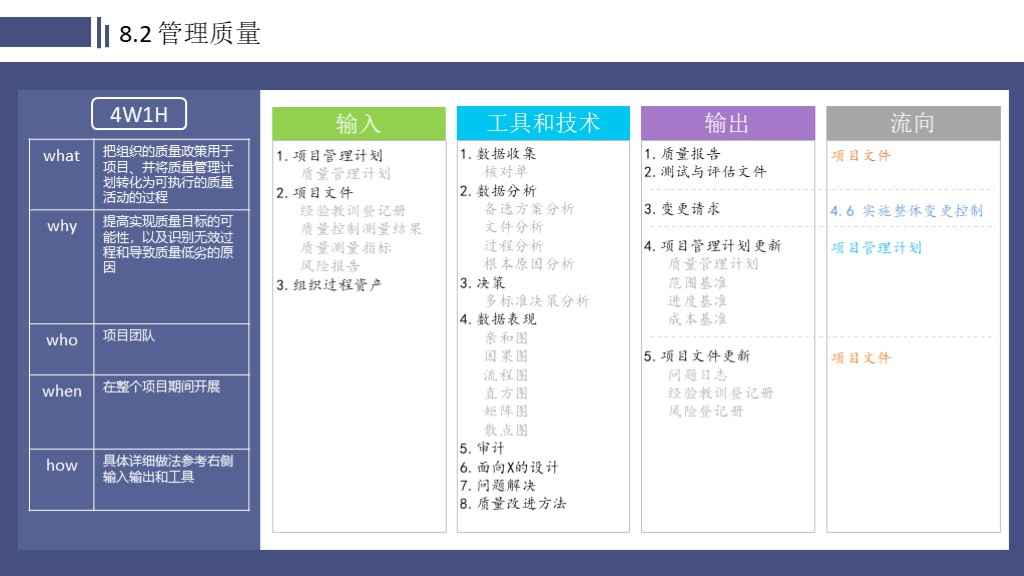 8.2 管理质量
4W1H
what
把组织的质量政策用于
项目、并将质量管理计
划转化为可执行的质量
活动的过程
why
提高实现质量目标的可
能性，以及识别无效过
程和导致质量低劣的原
因
who
项目团队
when
在整个项目期间开展
how
具体详细做法参考右侧
输入输出和工具
输入
1. 项目管理计划
质量管理计划
2. 项目文件
经验教训登记册
质量控制测量结果
质量测量指标
风险报告
3. 组织过程资产
工具和技术
1. 数据收集
核对单
2. 数据分析
备选方案分析
文件分析
过程分析
根本原因分析
3. 决策
多标准决策分析
4. 数据表现
亲和图
因果图
流程图
直方图
矩阵图
散点图
5. 审计
6. 面向X的设计
7. 问题解决
8. 质量改进方法
输出
1. 质量报告
2. 测试与评估文件
3. 变更请求
4. 项目管理计划更新
质量管理计划
范围基准
进度基准
成本基准
5. 项目文件更新
问题日志
经验教训登记册
风险登记册
流向
项目文件
4.6 实施整体变更控制
项目管理计划
项目文件